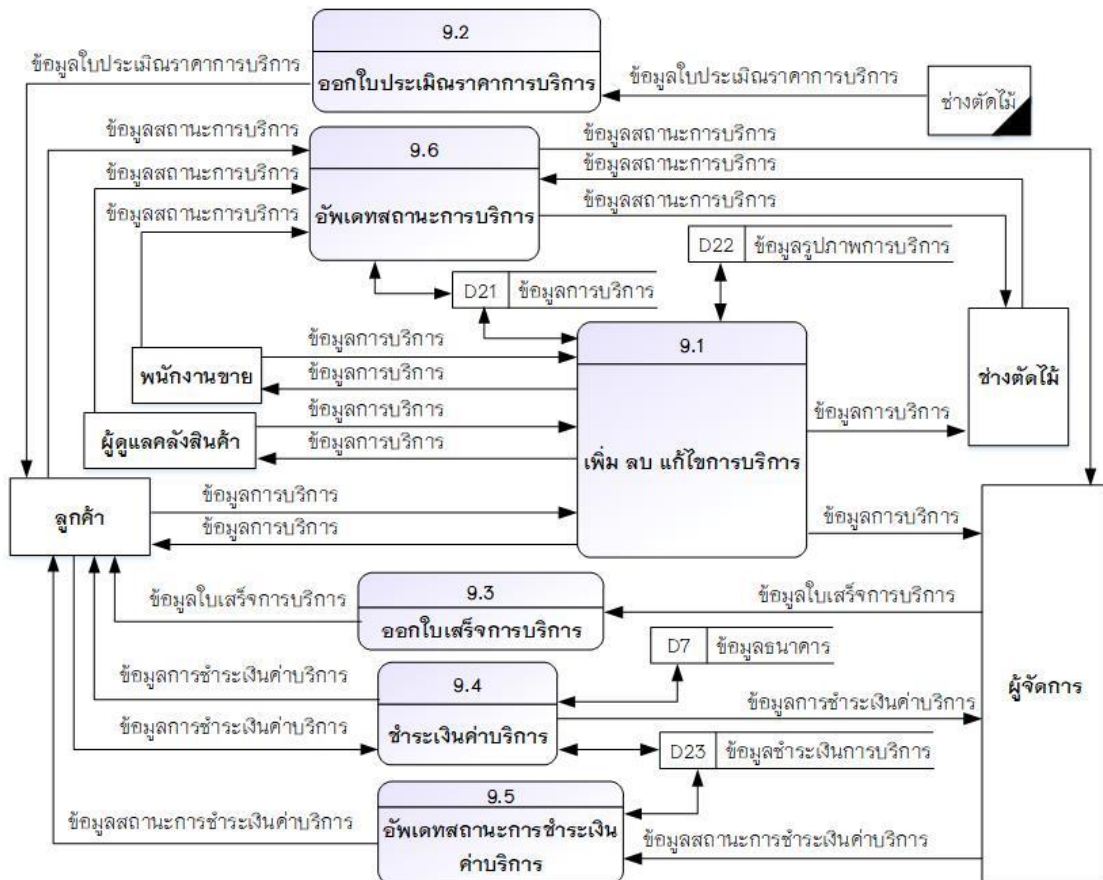 9.2
ออกใบประเมิณราคาการบริการ
ข้อมูลใบประเมิณราคาการบริการ
ข้อมูลใบประเมิณราคาการบริการ
ช่างตัดไม้
ข้อมูลสถานะการบริการ
ข้อมูลสถานะการบริการ
ข้อมูลสถานะการบริการ
9.6
อัพเดทสถานะการบริการ
ข้อมูลสถานะการบริการ
ข้อมูลสถานะการบริการ
ข้อมูลสถานะการบริการ
D22 ข้อมูลรูปภาพการบริการ
D21 ข้อมูลการบริการ
9.1
เพิ่ม ลบ แก้ไขการบริการ
ข้อมูลการบริการ
พนักงานขาย
ข้อมูลการบริการ
ช่างตัดไม้
ข้อมูลการบริการ
ข้อมูลการบริการ
ผู้ดูแลคลังสินค้า
ข้อมูลการบริการ
ลูกค้า
ข้อมูลการบริการ
ข้อมูลการบริการ
ข้อมูลการบริการ
9.3
ออกใบเสร็จการบริการ
ข้อมูลใบเสร็จการบริการ
ข้อมูลใบเสร็จการบริการ
D7 ข้อมูลธนาคาร
ผู้จัดการ
9.4
ชำระเงินค่าบริการ
ข้อมูลการชำระเงินค่าบริการ
ข้อมูลการชำระเงินค่าบริการ
ข้อมูลการชำระเงินค่าบริการ
D23 ข้อมูลชำระเงินการบริการ
9.5
อัพเดทสถานะการชำระเงิน
ค่าบริการ
ข้อมูลสถานะการชำระเงินค่าบริการ
ข้อมูลสถานะการชำระเงินค่าบริการ